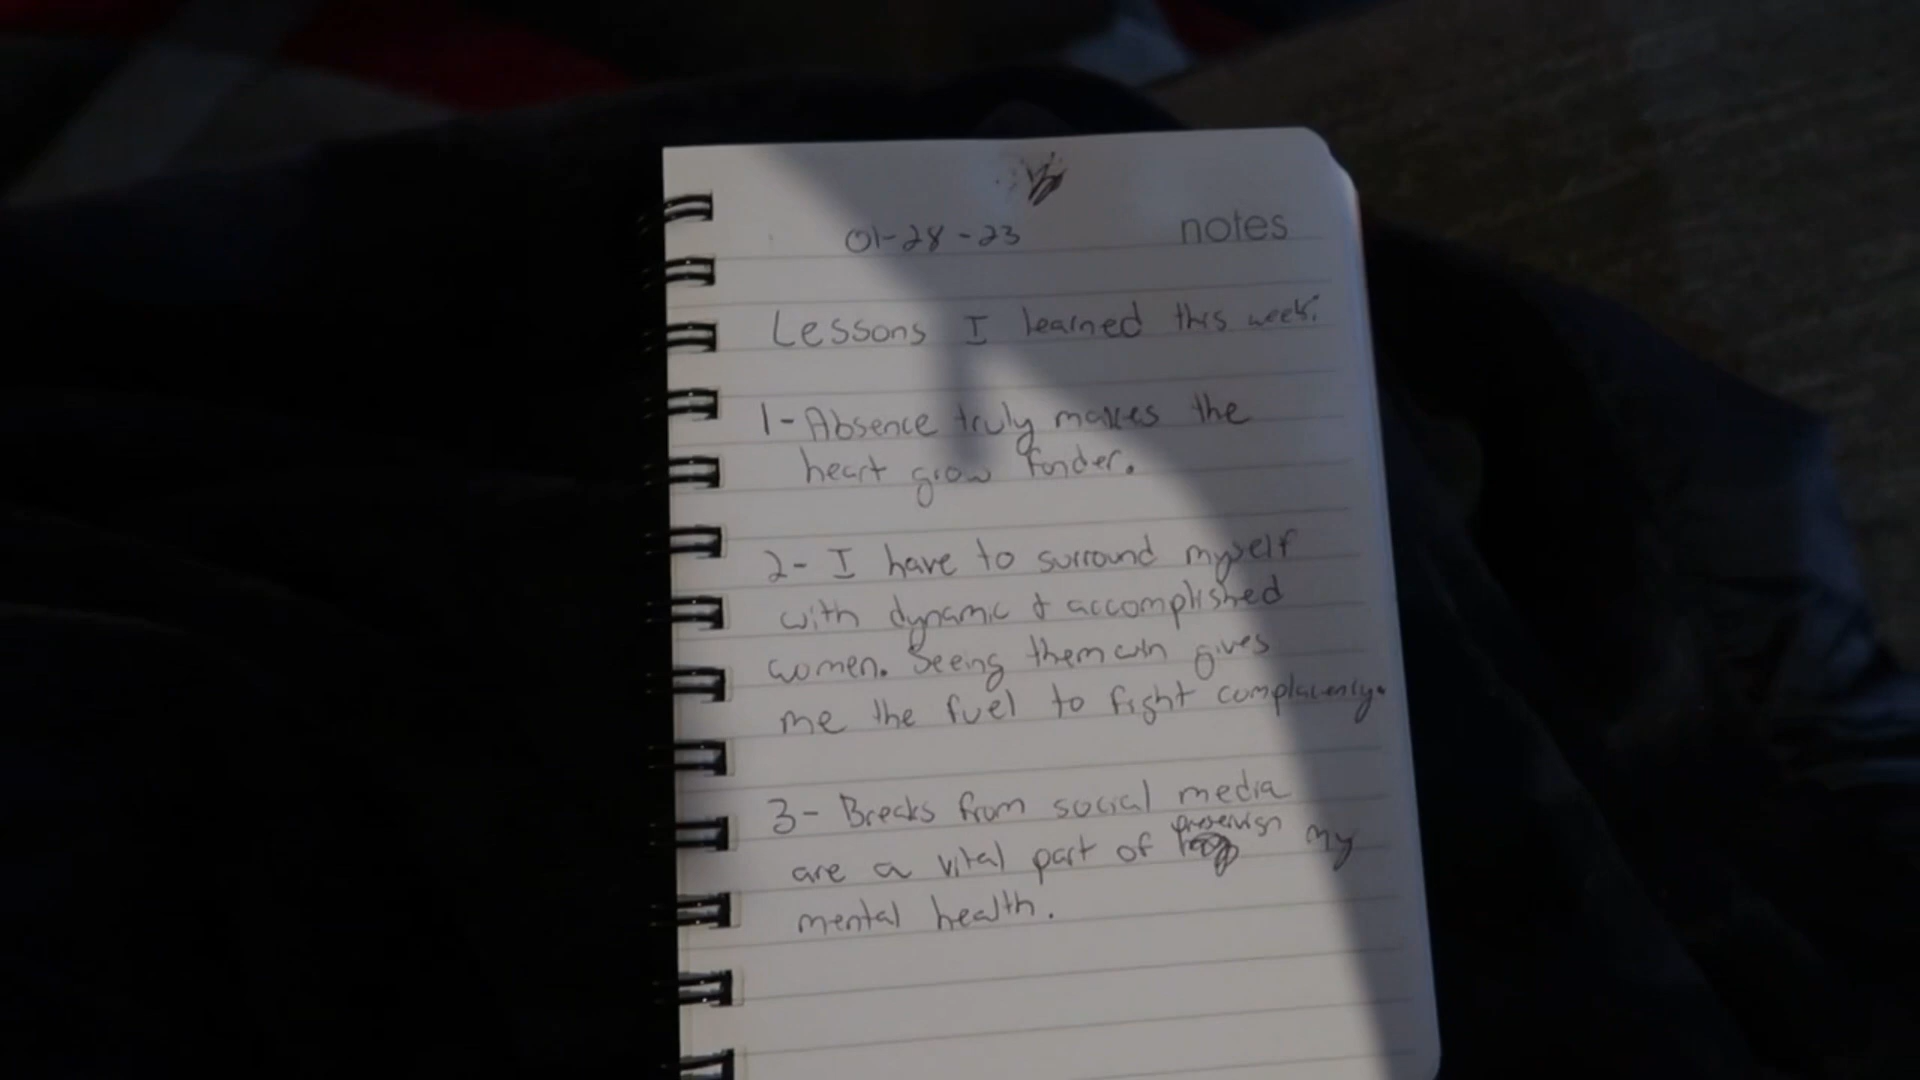 01-28-23 notes
Lessons I learned this week:
1- Absence truly makes the
heart grow fonder.
2- I have to surround myself
with dynamic & accomplished
women. Seeing them win gives
me the fuel to fight complacency.
3- Breaks from social media
are a vital part of my
mental health.